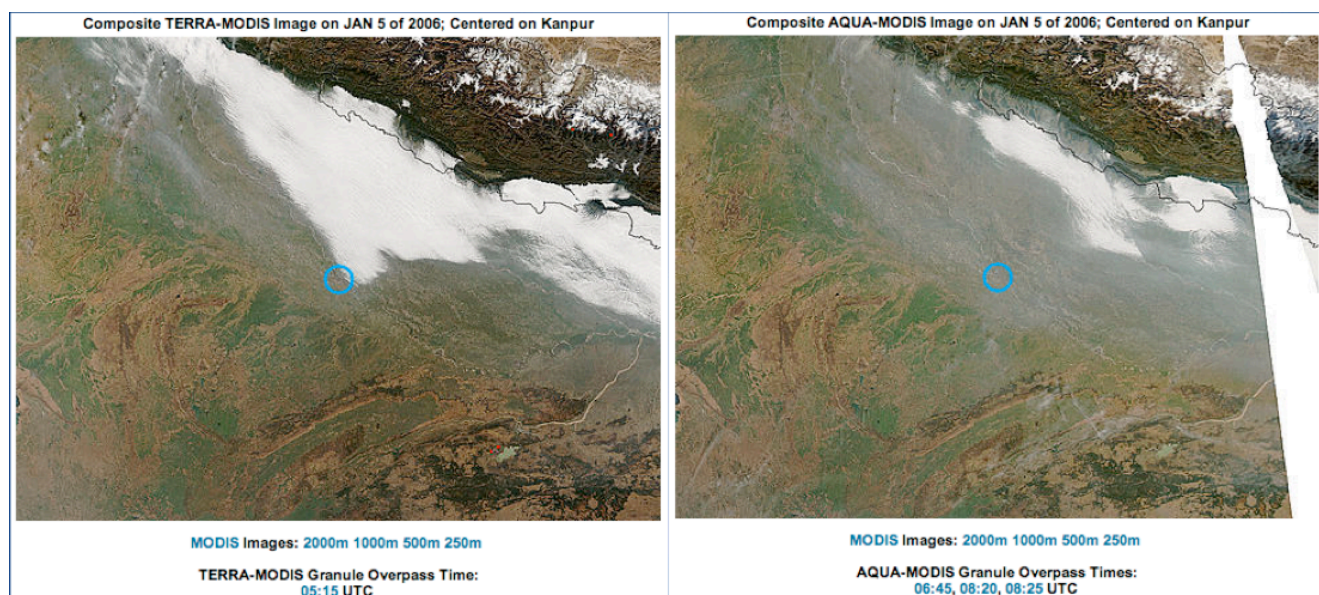 Composite TERRA-MODIS Image on JAN 5 of 2006; Centered on Kanpur
MODIS Images: 2000m 1000m 500m 250m
TERRA-MODIS Granule Overpass Time:
05:15 UTC
Composite AQUA-MODIS Image on JAN 5 of 2006; Centered on Kanpur
MODIS Images: 2000m 1000m 500m 250m
AQUA-MODIS Granule Overpass Times:
06:45, 08:20, 08:25 UTC